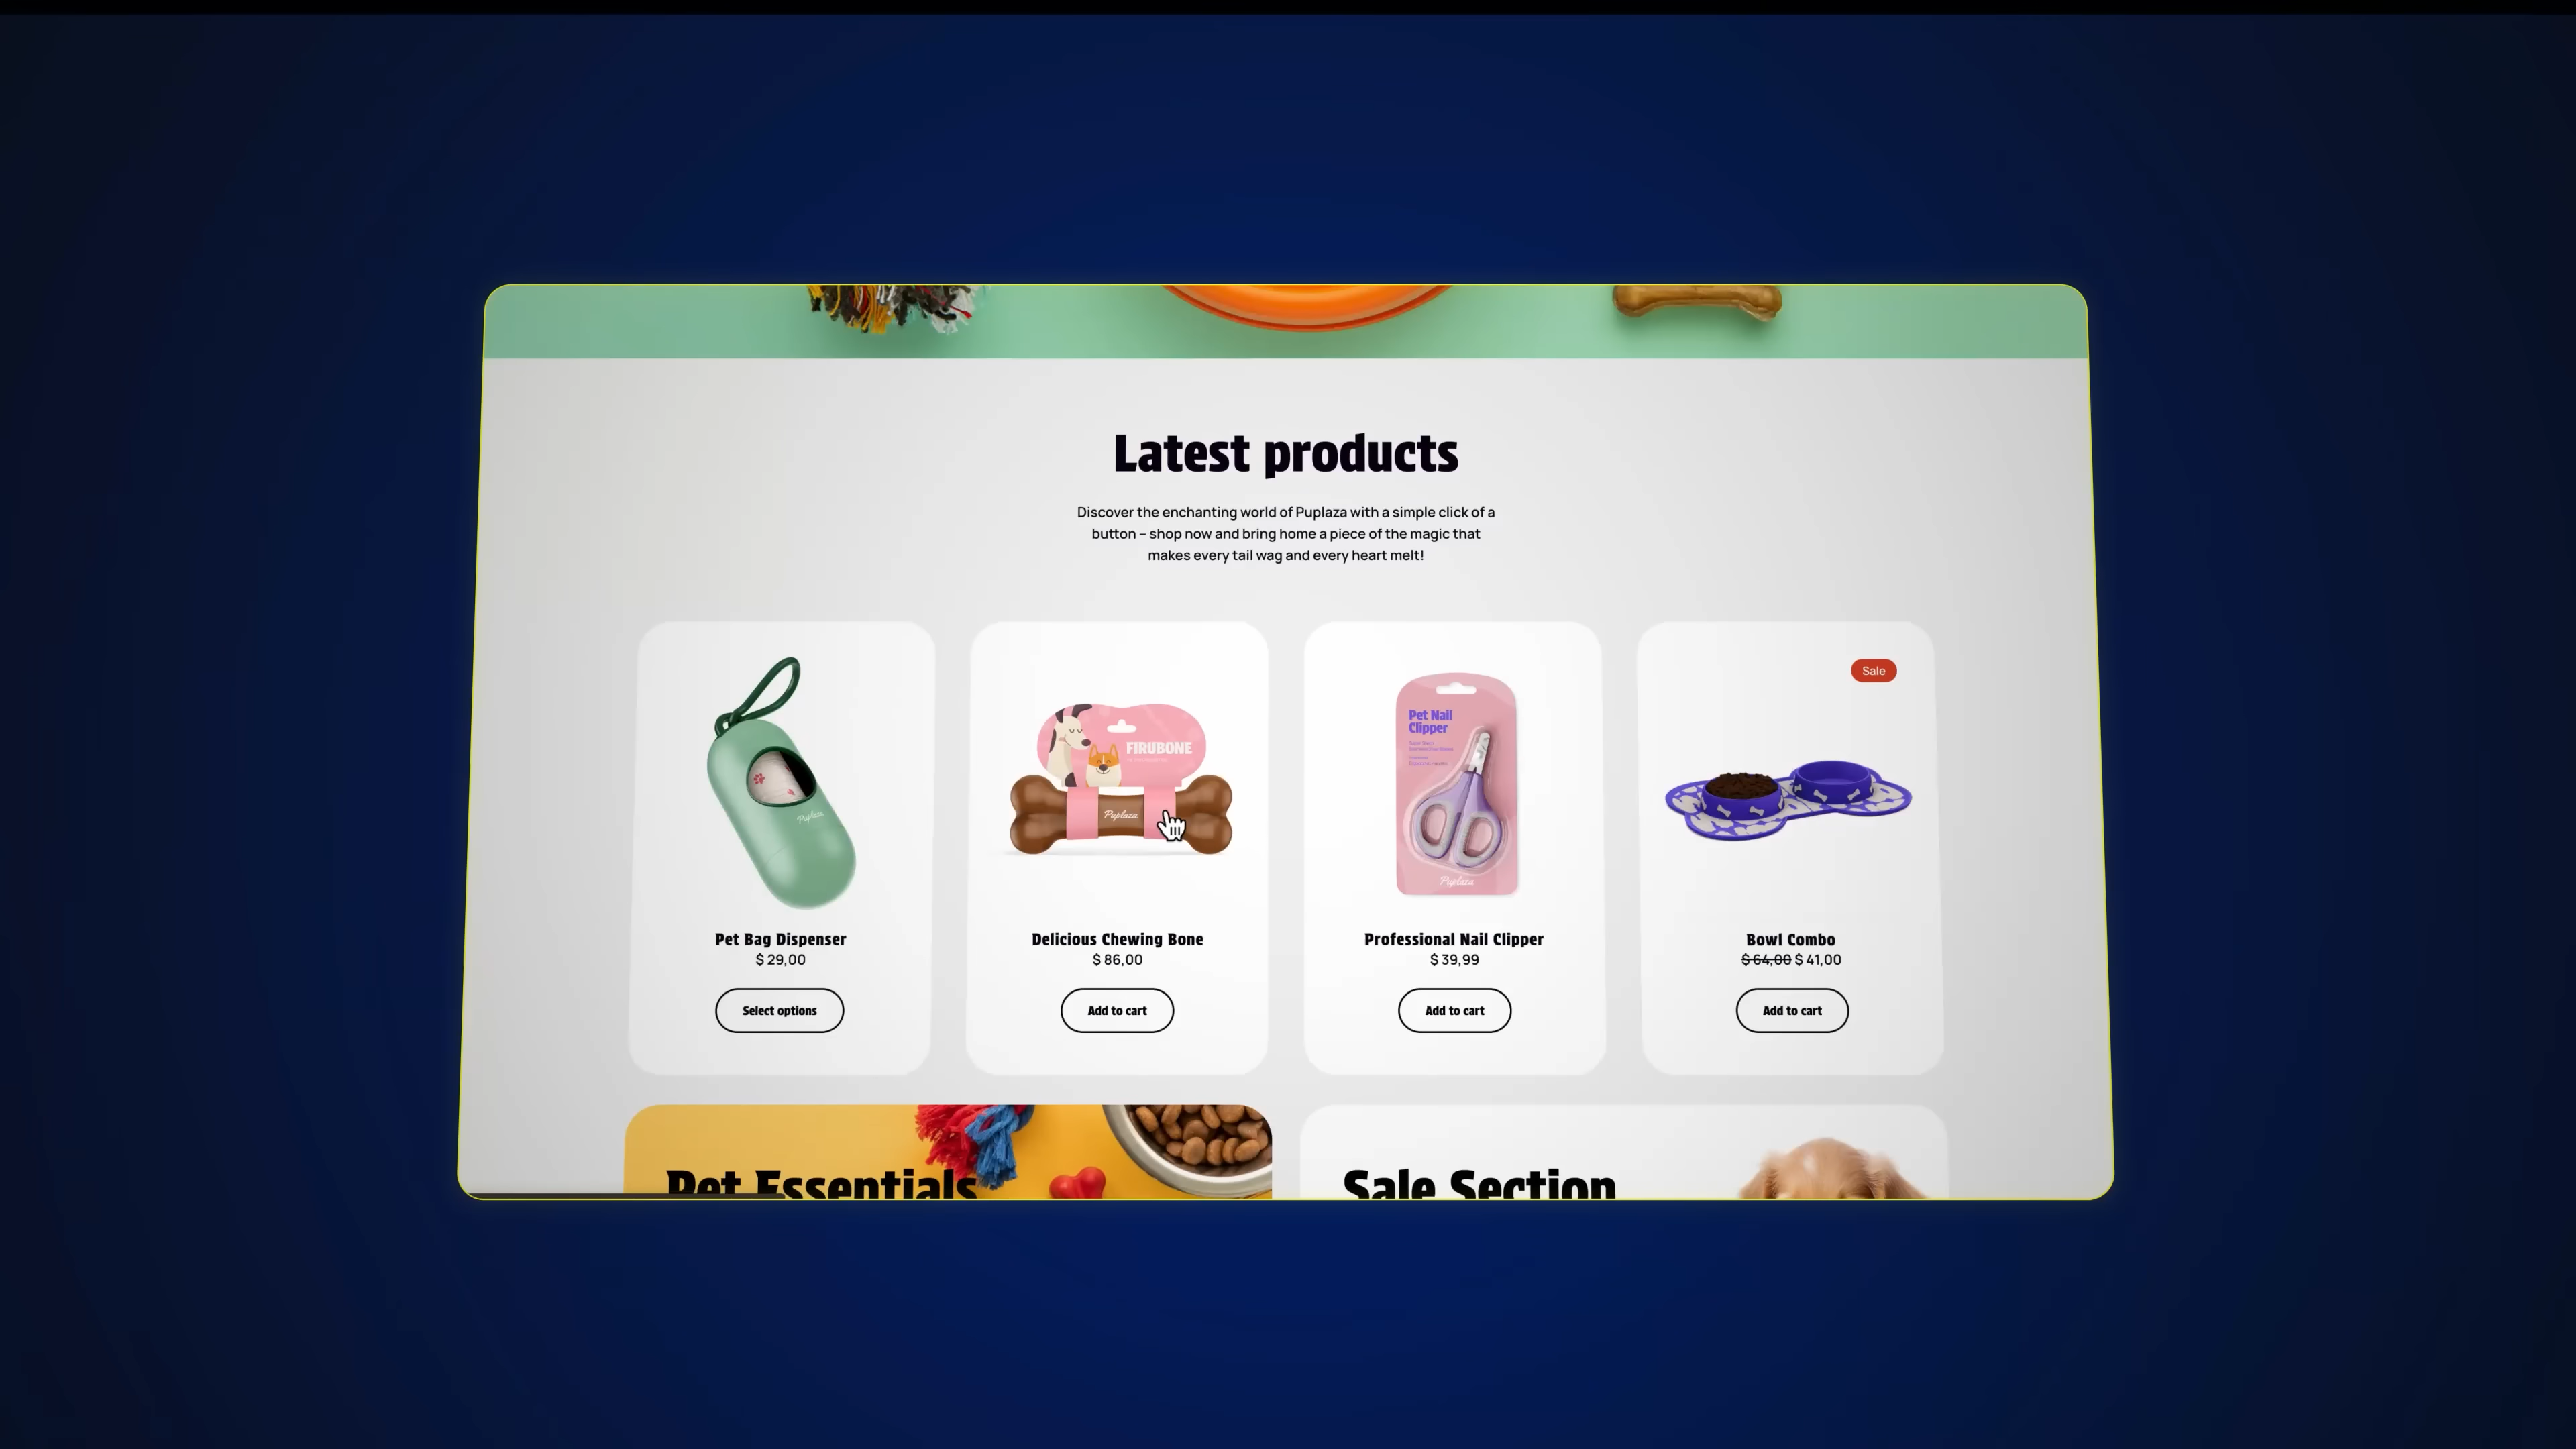 Latest products
Discover the enchanting world of Puplaza with a simple click of a
button – shop now and bring home a piece of the magic that
makes every tail wag and every heart melt!
Sale
Pet Nail
Clipper
FIRUBONE
Puplaza
Puplaza
Puplaza
Pet Bag Dispenser
$ 29,00
Select options
Delicious Chewing Bone
$ 86,00
Add to cart
Professional Nail Clipper
$ 39,99
Add to cart
Bowl Combo
$ 64,00 $ 41,00
Add to cart
Pet Essentials
Sale Section